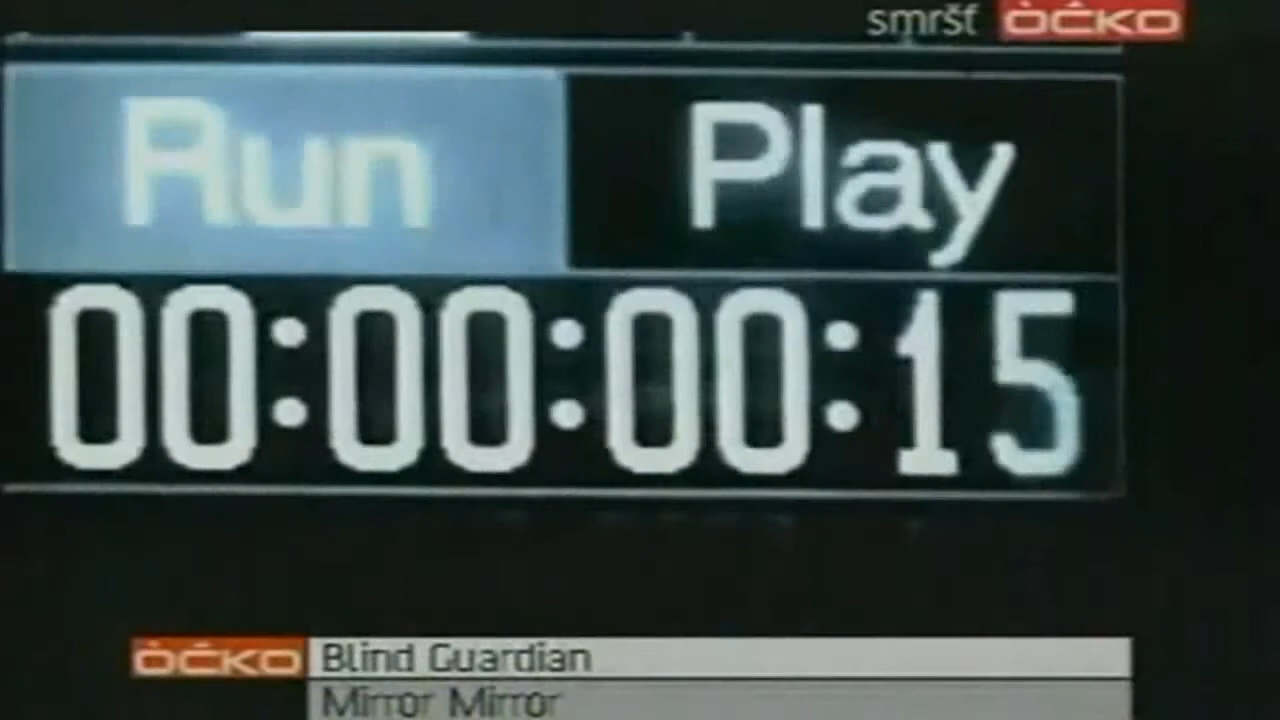 smršť ÓČKO
Run Play
00:00:00:15
ÓČKO Blind Guardian
Mirror Mirror